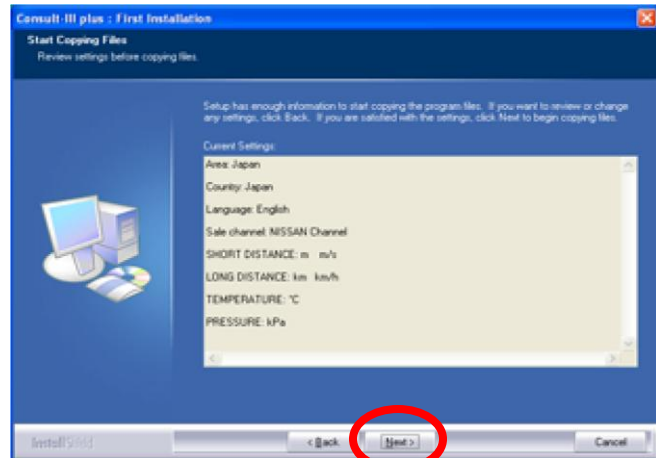 Consult-III plus : First Installation
Start Copying Files
Review settings before copying files.
Setup has enough information to start copying the program files. If you want to review or change
any settings, click Back. If you are satisfied with the settings, click Next to begin copying files.
Current Settings:
Area: Japan
Country: Japan
Language: English
Sale channel: NISSAN Channel
SHORT DISTANCE: m m/s
LONG DISTANCE: km km/h
TEMPERATURE: °C
PRESSURE: kPa
InstallShield
< Back
Next >
Cancel